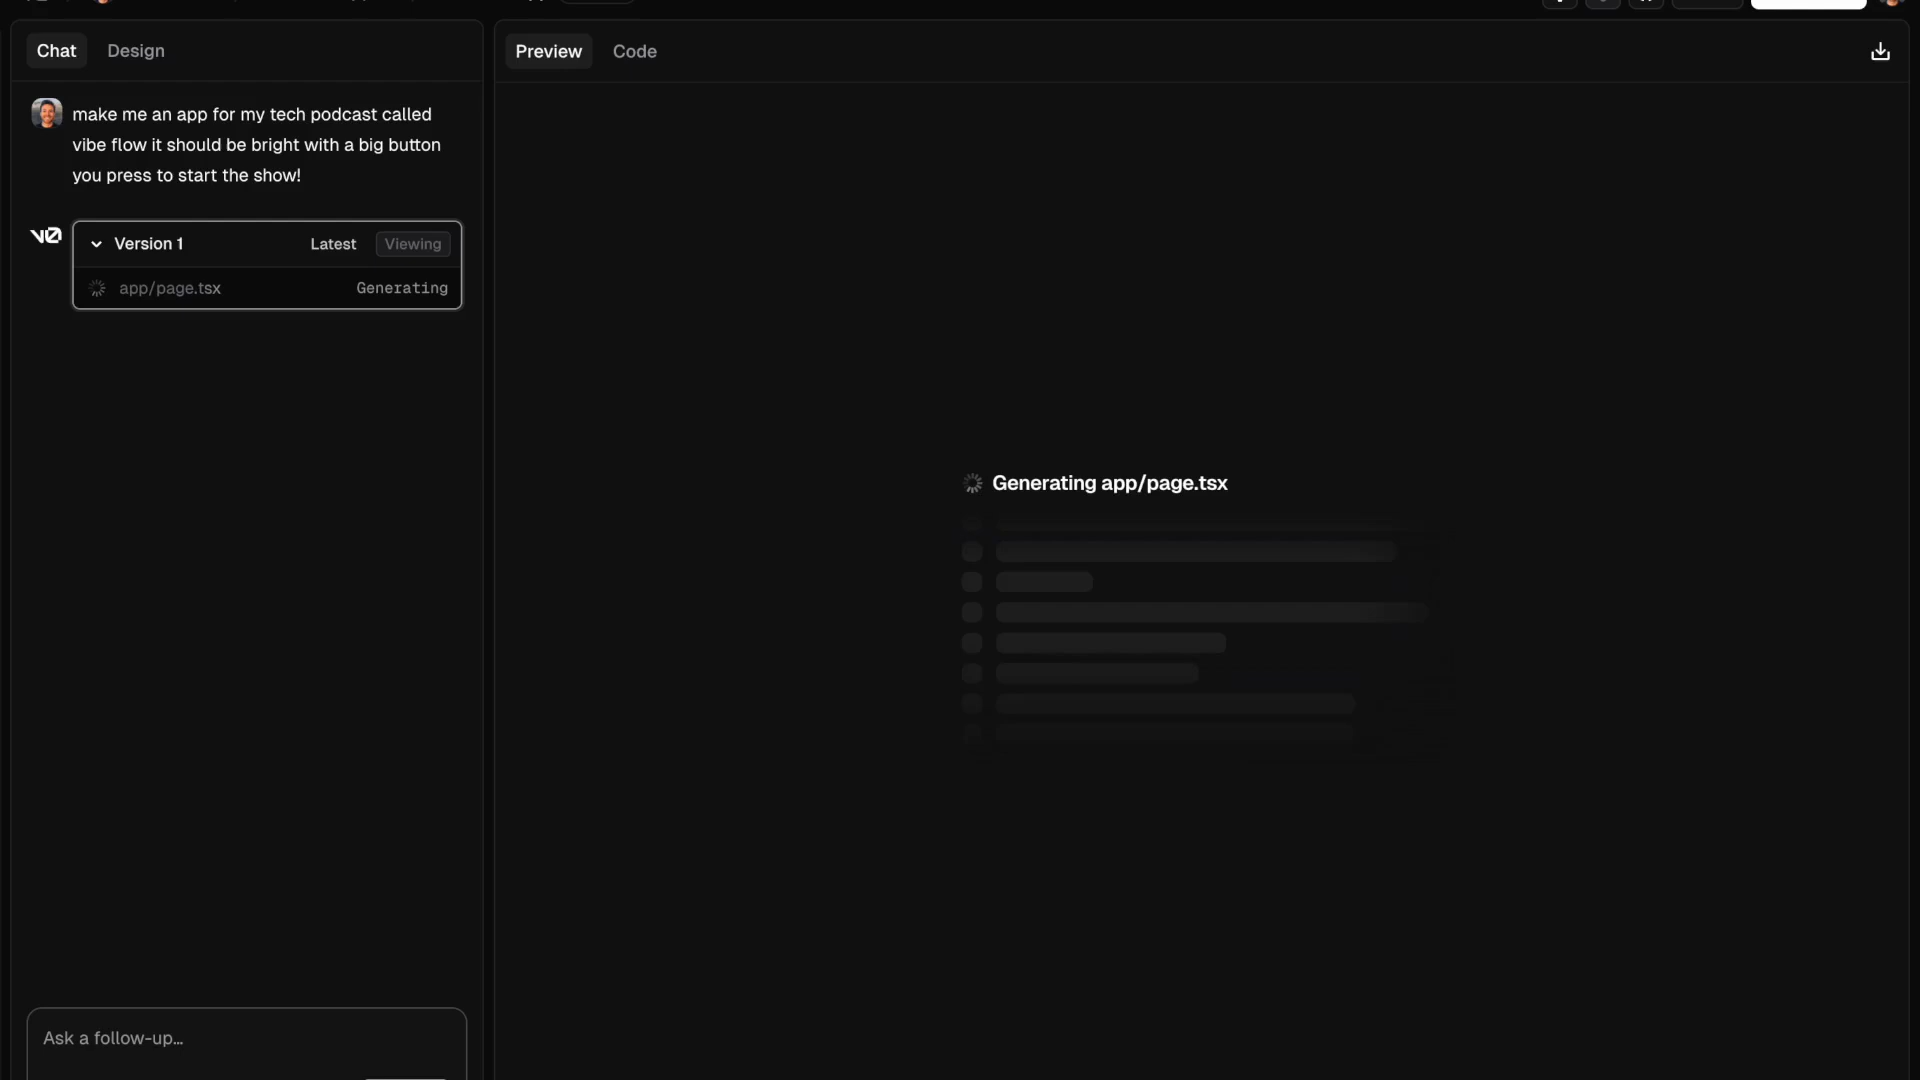 Chat Design
Preview Code
make me an app for my tech podcast called
vibe flow it should be bright with a big button
you press to start the show!
v0
Version 1 Latest Viewing
app/page.tsx Generating
Generating app/page.tsx
Ask a follow-up...